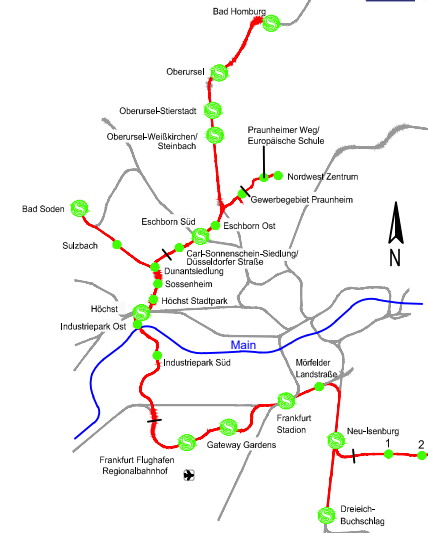 Bad Homburg
Oberursel
Oberursel-Stierstadt
Oberursel-Weißkirchen/
Steinbach
Praunheimer Weg/
Europäische Schule
Nordwest Zentrum
Gewerbegebiet Praunheim
Bad Soden
Eschborn Süd
Eschborn Ost
Sulzbach
Carl-Sonnenschein-Siedlung/
Düsseldorfer Straße
N
Dunantsiedlung
Sossenheim
Höchst Stadtpark
Höchst
Industriepark Ost
Main
Industriepark Süd
Mörfelder
Landstraße
Frankfurt
Stadion
Neu-Isenburg
1
2
Gateway Gardens
Frankfurt Flughafen
Regionalbahnhof
Dreieich-
Buchschlag